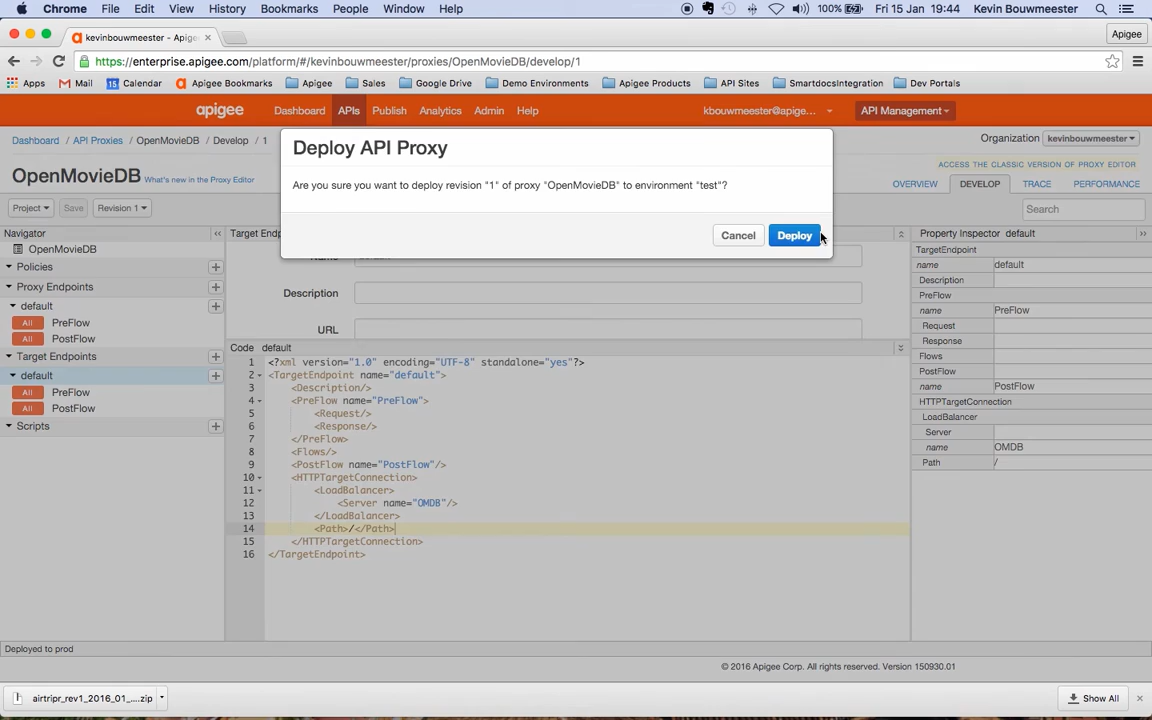 Chrome File Edit View History Bookmarks People Window Help 100% Fri 15 Jan 19:44 Kevin Bouwmeester
kevinbouwmeester - Apige
Apigee
https://enterprise.apigee.com/platform/#/kevinbouwmeester/proxies/OpenMovieDB/develop/1
Apps Mail Calendar Apigee Bookmarks Apigee Sales Google Drive Demo Environments Apigee Products API Sites SmartdocsIntegration Dev Portals
apigee Dashboard APIs Publish Analytics Admin Help kbouwmeester@apige... API Management
Dashboard / API Proxies / OpenMovieDB / Develop / 1
Organization kevinbouwmeester
ACCESS THE CLASSIC VERSION OF PROXY EDITOR
OpenMovieDB What's new in the Proxy Editor
OVERVIEW DEVELOP TRACE PERFORMANCE
Project Save Revision 1
Search
Deploy API Proxy
Are you sure you want to deploy revision "1" of proxy "OpenMovieDB" to environment "test"?
Cancel Deploy
Navigator
OpenMovieDB
Policies
Proxy Endpoints
default
All PreFlow
All PostFlow
Target Endpoints
default
All PreFlow
All PostFlow
Scripts
Target Endp
Description
URL
Code default
1 <?xml version="1.0" encoding="UTF-8" standalone="yes"?>
2 <TargetEndpoint name="default">
3 <Description/>
4 <PreFlow name="PreFlow">
5 <Request/>
6 <Response/>
7 </PreFlow>
8 <Flows/>
9 <PostFlow name="PostFlow"/>
10 <HTTPTargetConnection>
11 <LoadBalancer>
12 <Server name="OMDB"/>
13 </LoadBalancer>
14 <Path>/</Path>
15 </HTTPTargetConnection>
16 </TargetEndpoint>
Property Inspector default
TargetEndpoint
name default
Description
PreFlow
name PreFlow
Request
Response
Flows
PostFlow
name PostFlow
HTTPTargetConnection
LoadBalancer
Server
name OMDB
Path /
Deployed to prod
© 2016 Apigee Corp. All rights reserved. Version 150930.01
airtripr_rev1_2016_01_....zip
Show All